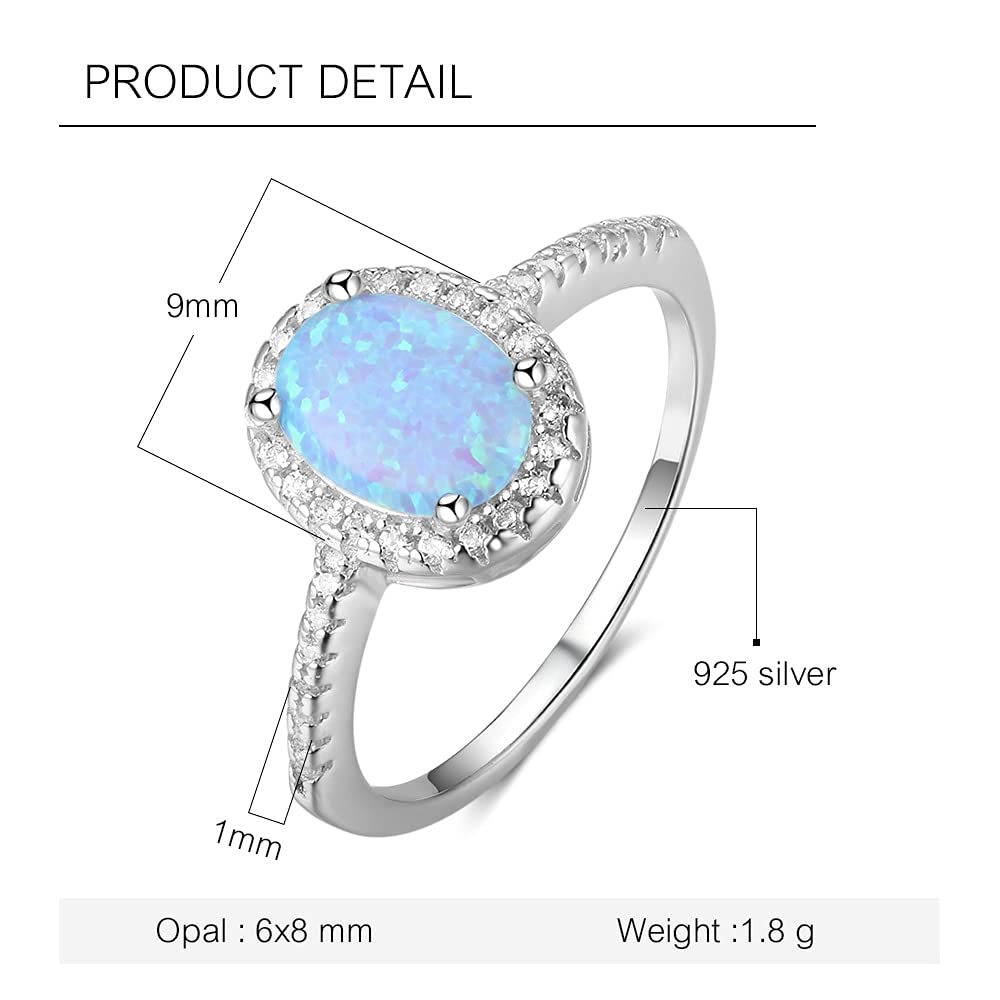 PRODUCT DETAIL
9mm
925 silver
1mm
Opal : 6x8 mm
Weight :1.8 g